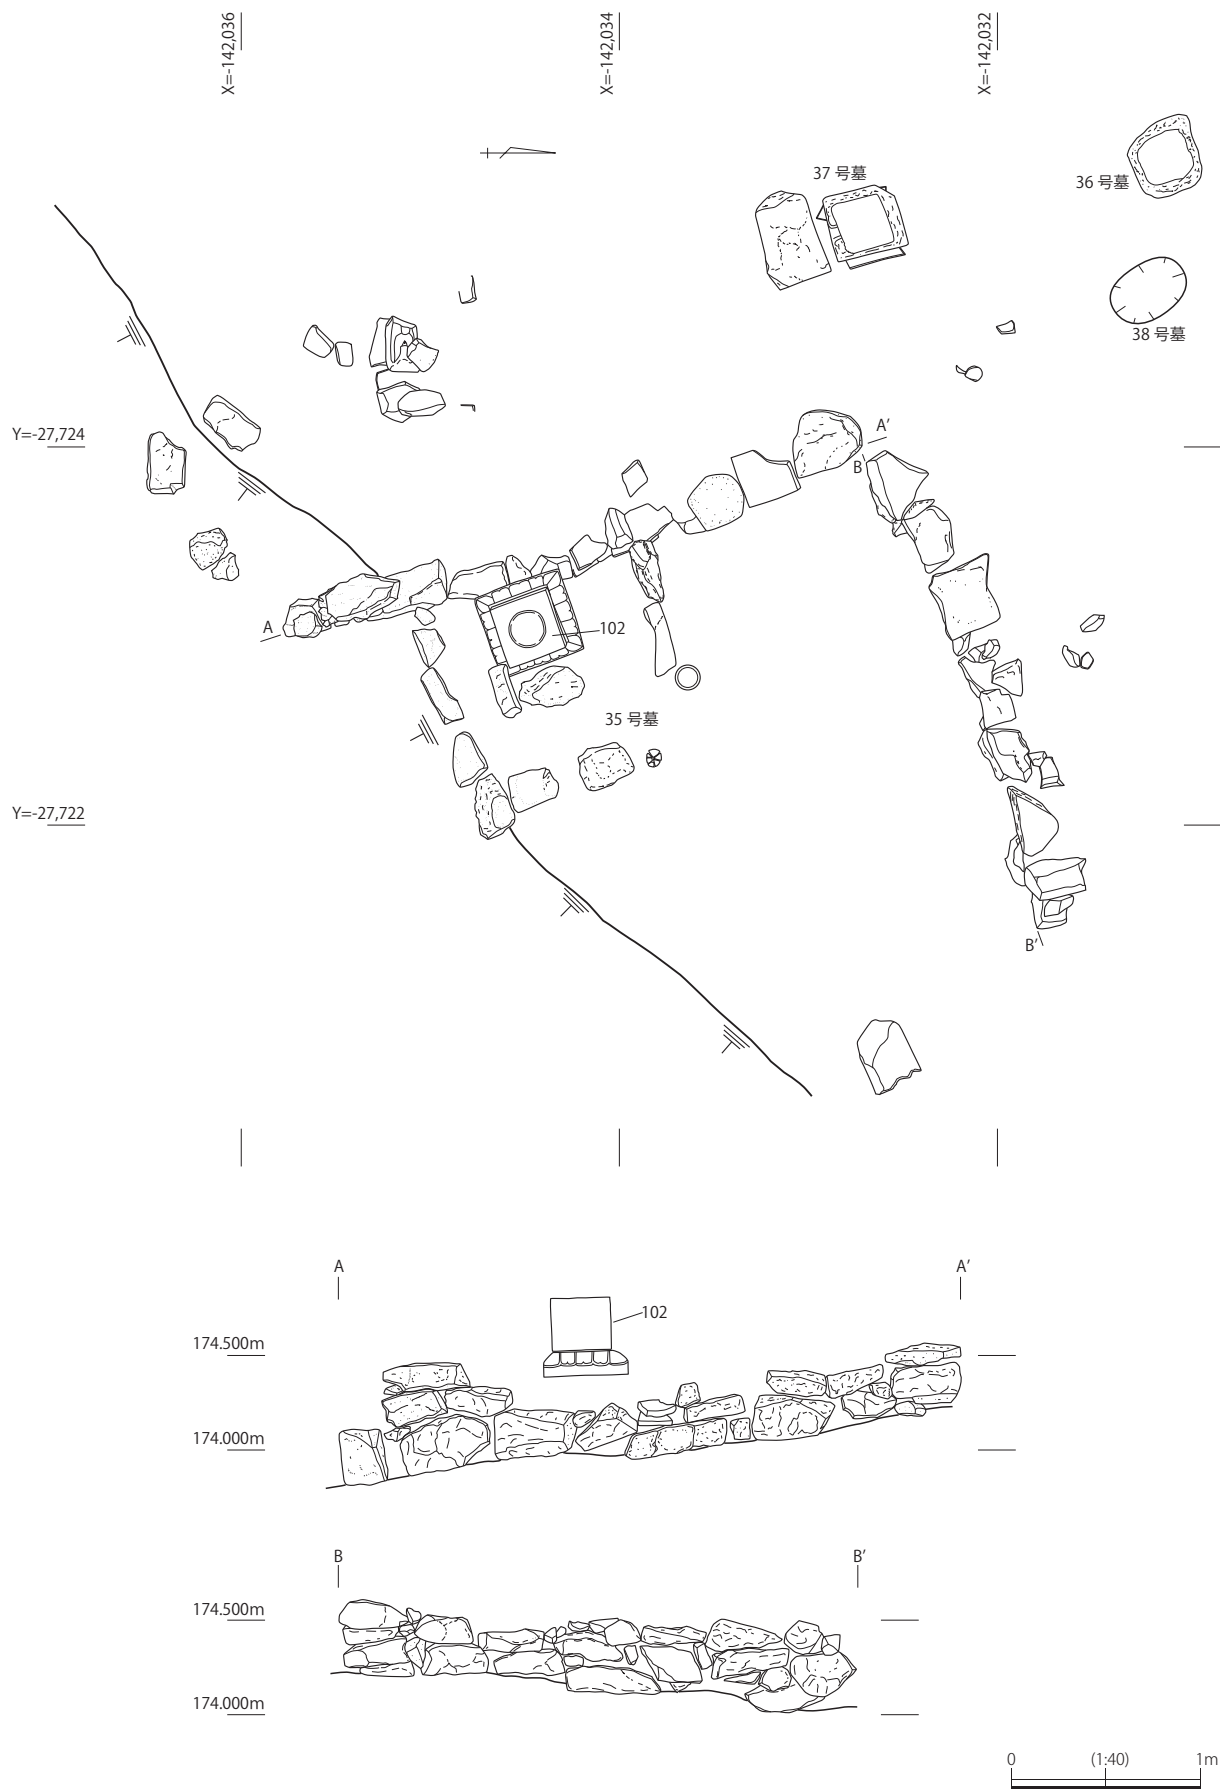 X=-142,036
X=-142,034
X=-142,032
37 号墓
36 号墓
38 号墓
Y=-27,724
A'
B
A
102
35 号墓
Y=-27,722
B'
A
A'
102
174.500m
174.000m
B
B'
174.500m
174.000m
0 (1:40) 1m